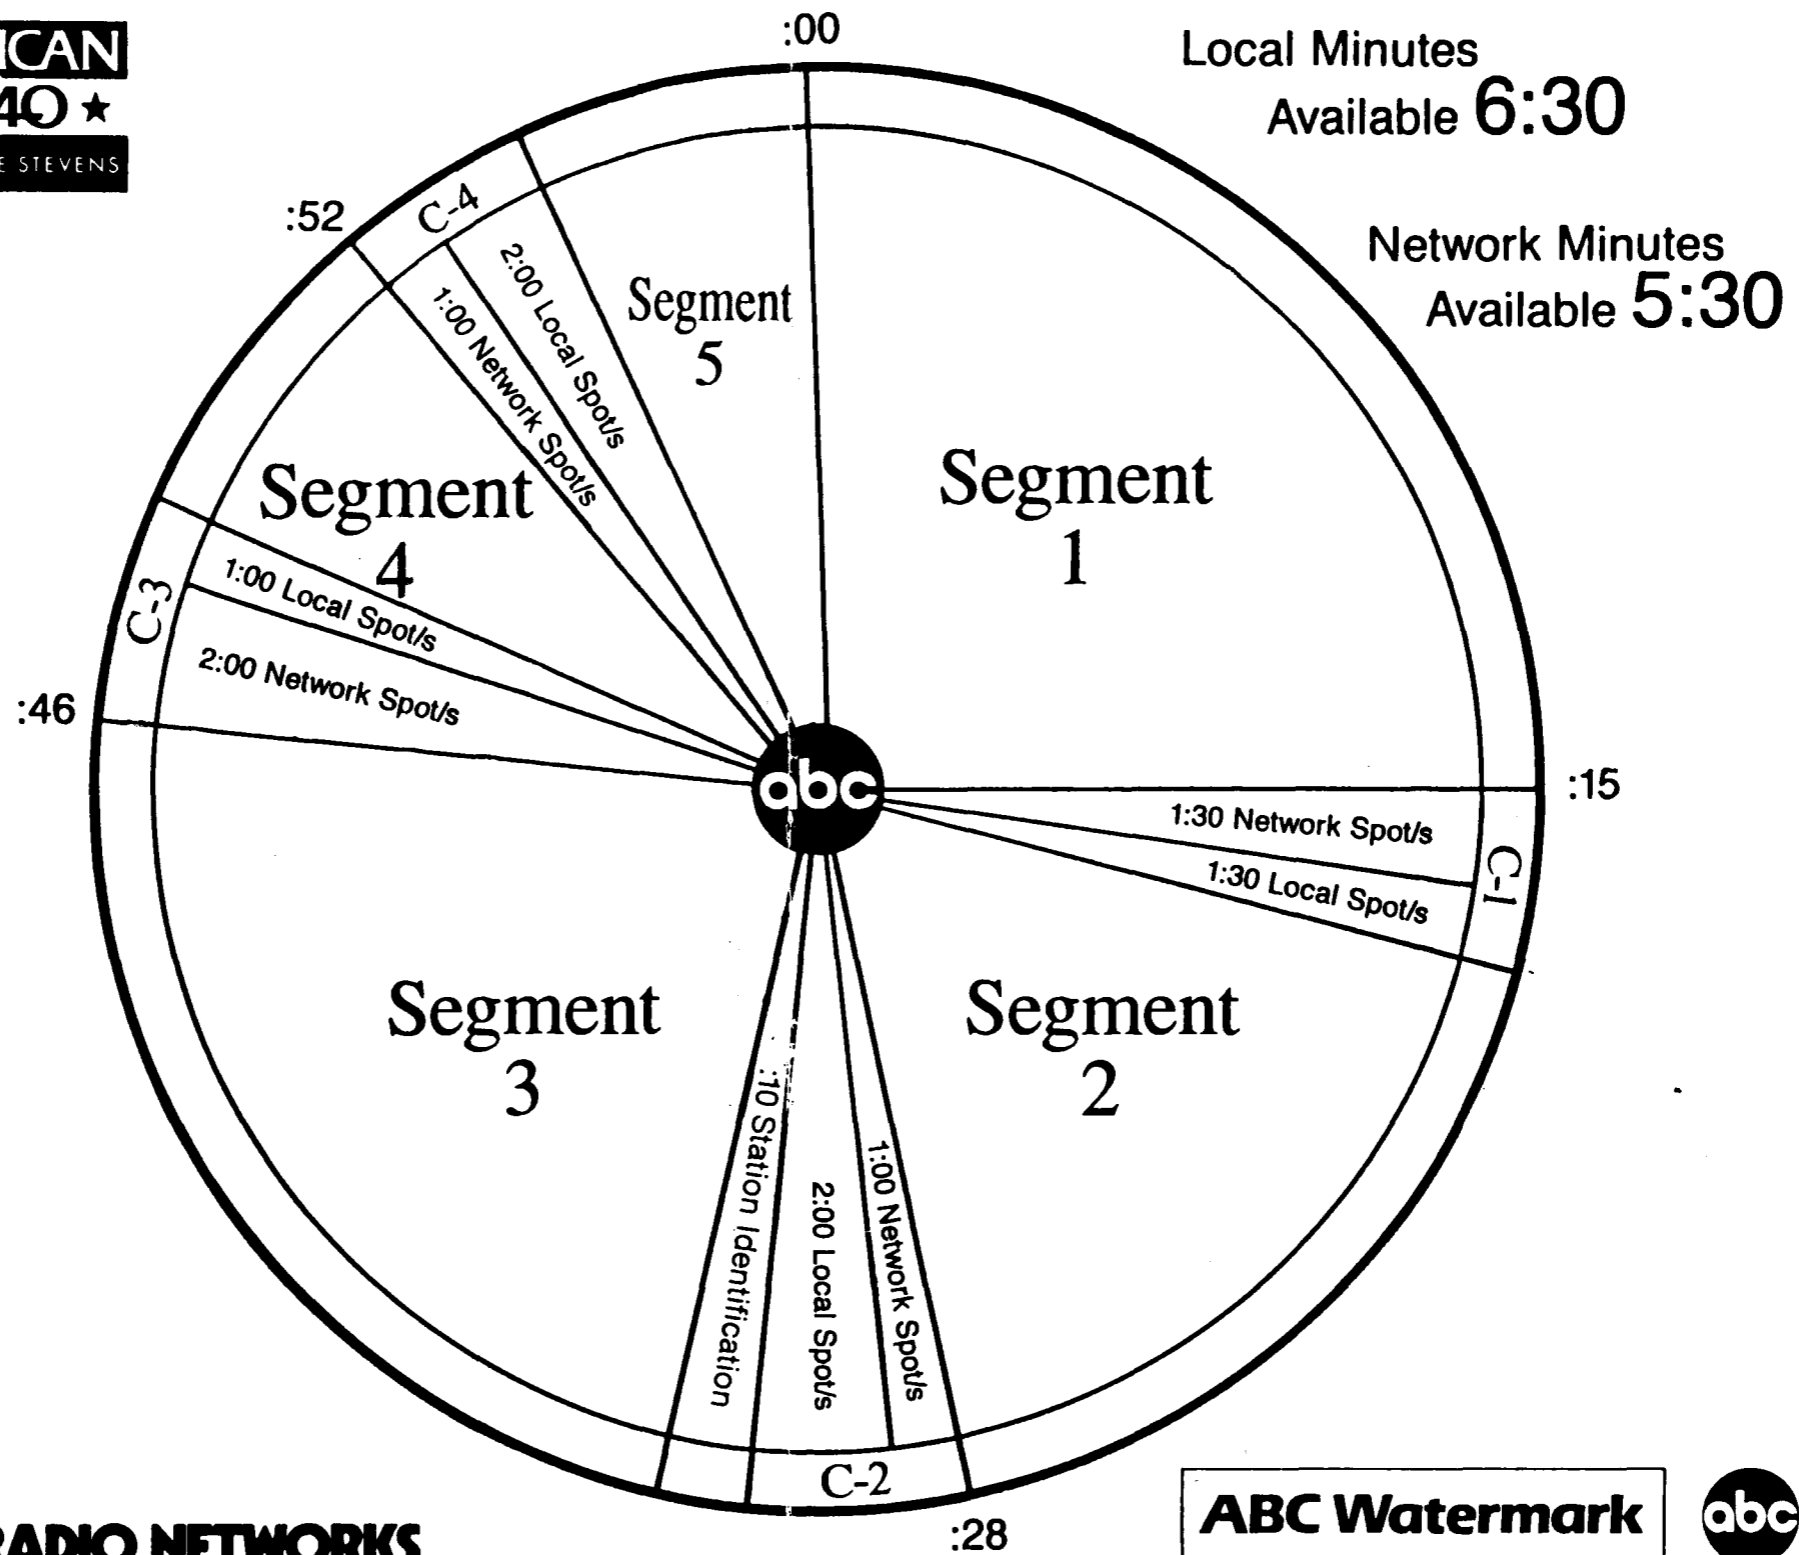 :00
Local Minutes
Available 6:30
40 ★
STEVENS
:52
C-4
Network Minutes
Available 5:30
2:00 Local Spot/s
1:00 Network Spot/s
Segment
5
Segment
4
Segment
1
C-3
1:00 Local Spot/s
2:00 Network Spot/s
:46
abc
:15
1:30 Network Spot/s
1:30 Local Spot/s
C-1
Segment
3
Segment
2
:10 Station Identification
2:00 Local Spot/s
1:00 Network Spot/s
C-2
:28
RADIO NETWORKS
ABC Watermark
abc